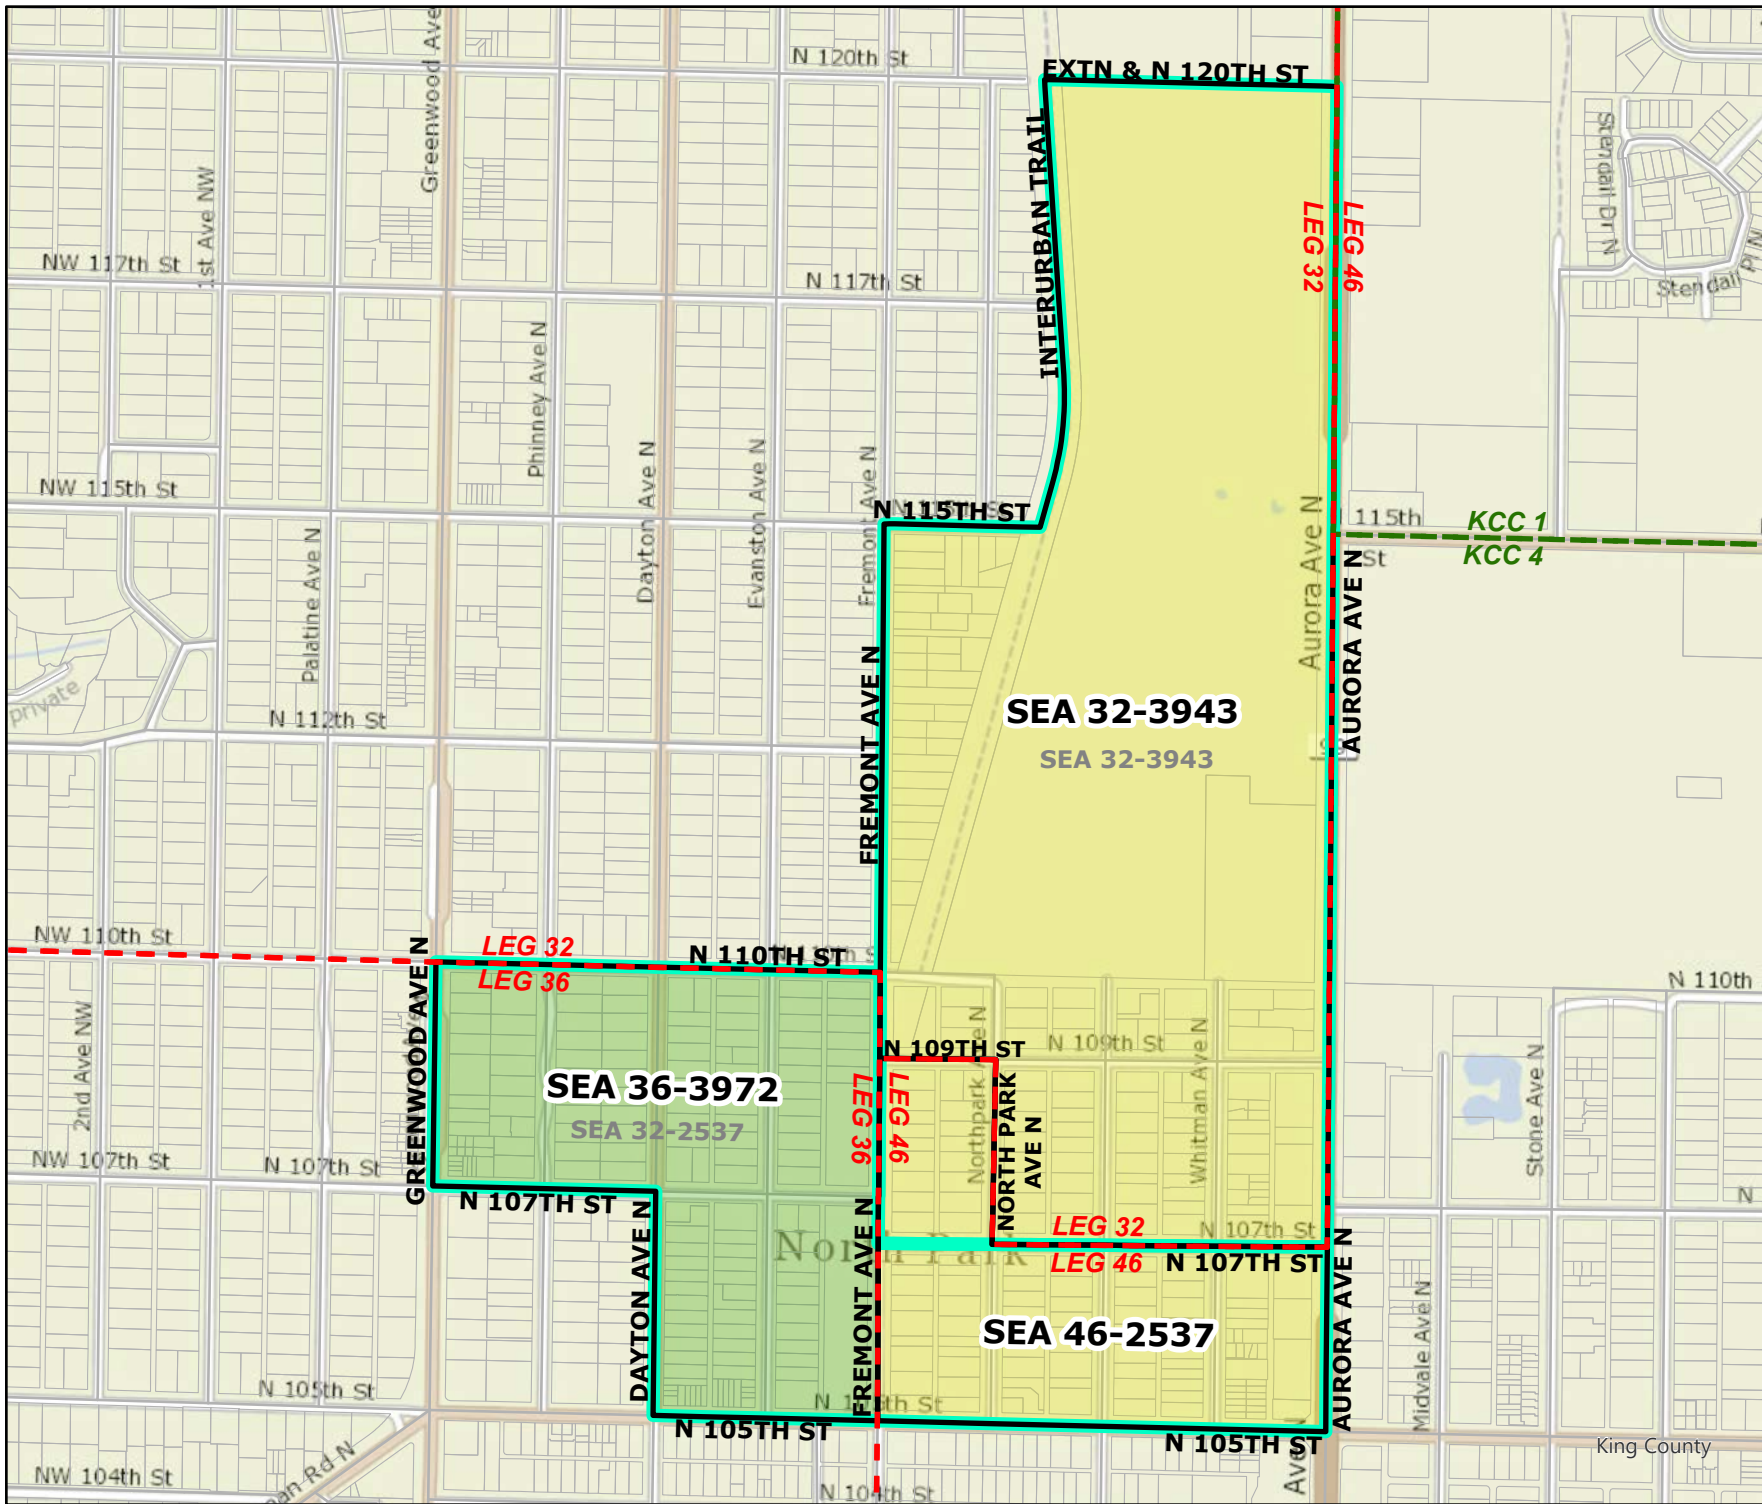 Greenwood Ave
N 120th St
EXTN & N 120TH ST
Stendall Dr N
1st Ave NW
INTERURBAN TRAIL
LEG 32
LEG 46
NW 117th St
N 117th St
Stendall Pl N
Phinney Ave N
Dayton Ave N
Evanston Ave N
Fremont Ave N
NW 115th St
N 115TH ST
Aurora Ave N
115th
St
KCC 1
KCC 4
Palatine Ave N
AURORA AVE N
FREMONT AVE N
private
N 112th St
SEA 32-3943
SEA 32-3943
NW 110th St
GREENWOOD AVE N
LEG 32
LEG 36
N 110TH ST
N 110th
2nd Ave NW
N 109TH ST
N 109th St
Northpark Ave N
NORTH PARK
AVE N
Whitman Ave N
Stone Ave N
SEA 36-3972
SEA 32-2537
LEG 36
LEG 46
NW 107th St
N 107th St
N 107TH ST
DAYTON AVE N
FREMONT AVE N
North Park
LEG 32
LEG 46
N 107th St
N 107TH ST
N
AURORA AVE N
Midvale Ave N
SEA 46-2537
N 105th St
N 105TH ST
N 105TH ST
Ave N
King County
NW 104th St
N 104th St